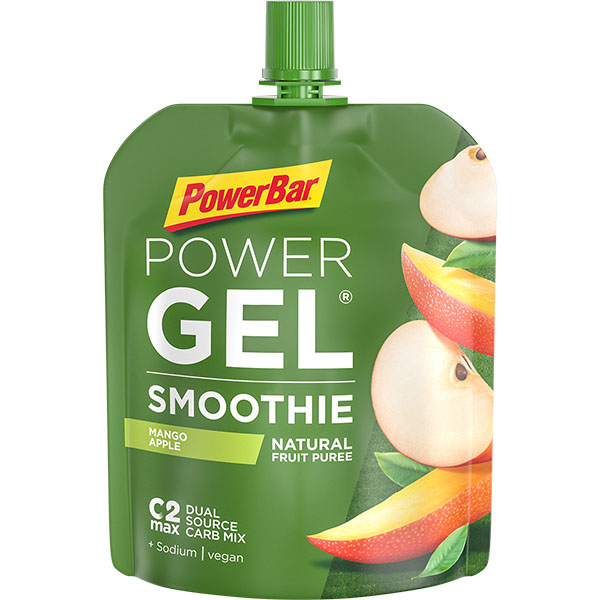 PowerBar
POWER
GEL®
SMOOTHIE
MANGO
APPLE
NATURAL
FRUIT PUREE
C2
max
DUAL
SOURCE
CARB MIX
+ Sodium | vegan